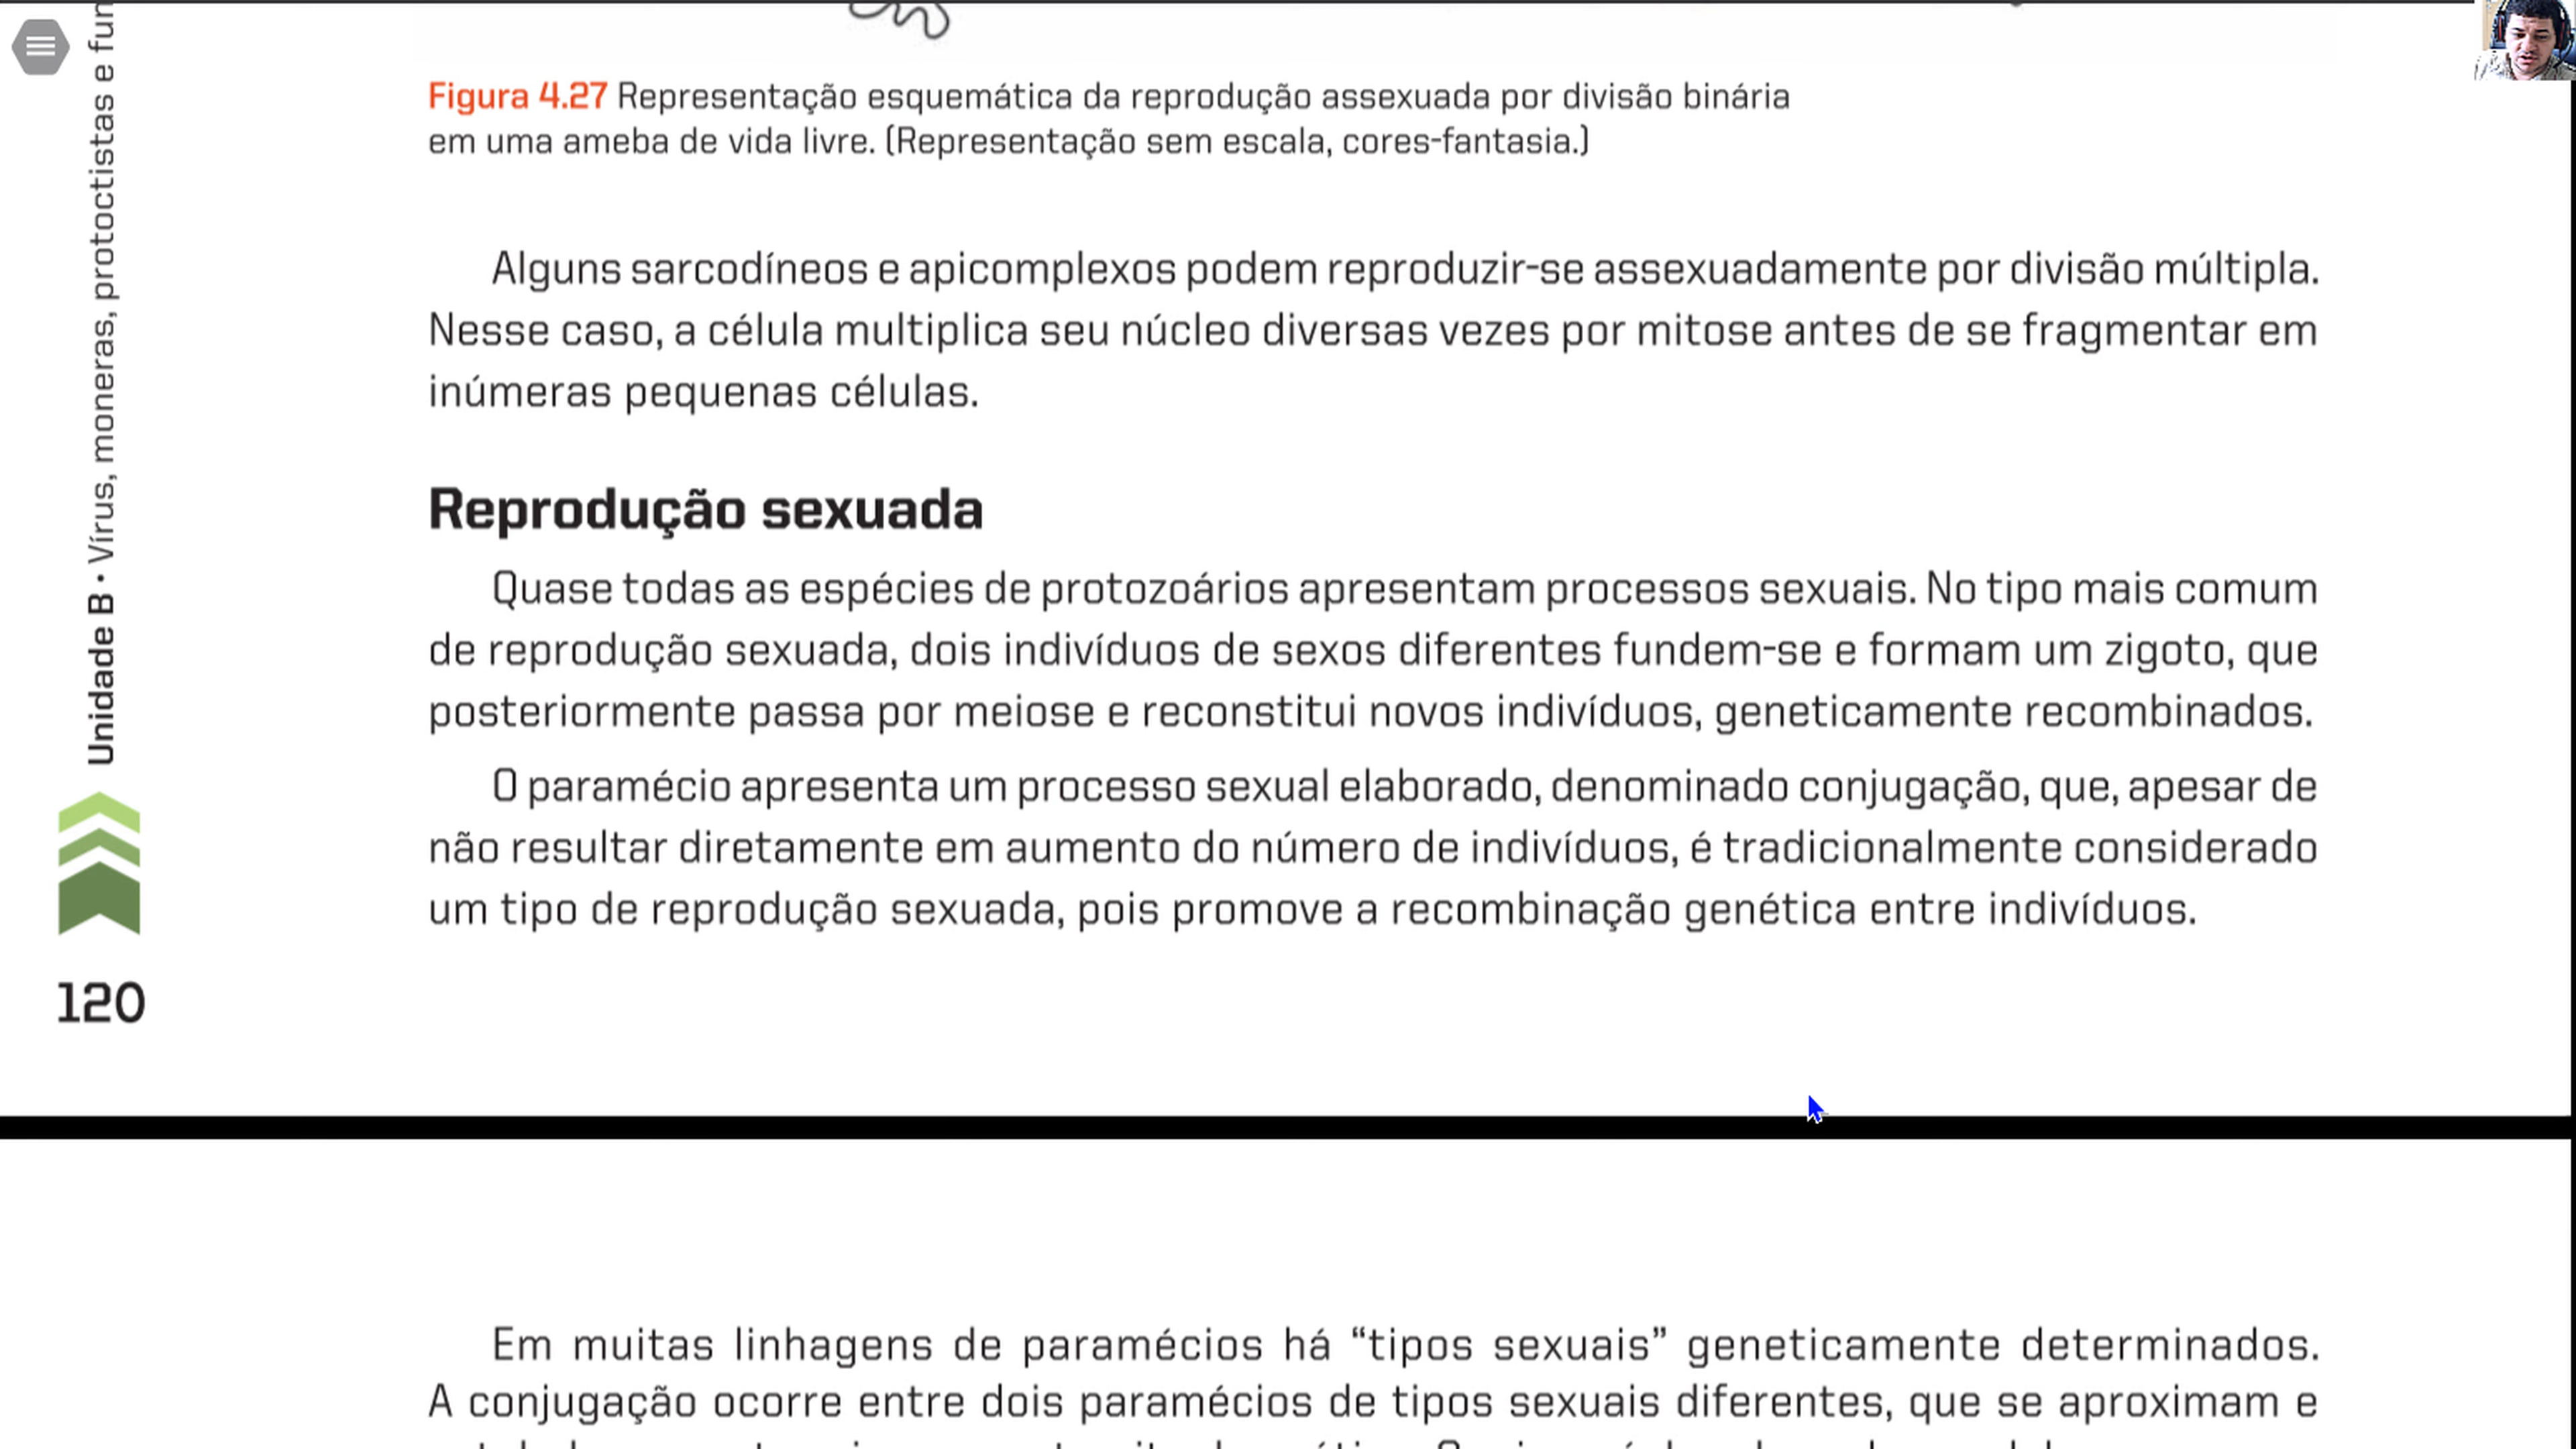 Unidade B • Vírus, moneras, protoctistas e
Figura 4.27 Representação esquemática da reprodução assexuada por divisão binária
em uma ameba de vida livre. (Representação sem escala, cores-fantasia.)
Alguns sarcodíneos e apicomplexos podem reproduzir-se assexuadamente por divisão múltipla.
Nesse caso, a célula multiplica seu núcleo diversas vezes por mitose antes de se fragmentar em
inúmeras pequenas células.
Reprodução sexuada
Quase todas as espécies de protozoários apresentam processos sexuais. No tipo mais comum
de reprodução sexuada, dois indivíduos de sexos diferentes fundem-se e formam um zigoto, que
posteriormente passa por meiose e reconstitui novos indivíduos, geneticamente recombinados.
O paramécio apresenta um processo sexual elaborado, denominado conjugação, que, apesar de
não resultar diretamente em aumento do número de indivíduos, é tradicionalmente considerado
um tipo de reprodução sexuada, pois promove a recombinação genética entre indivíduos.
120
Em muitas linhagens de paramécios há “tipos sexuais” geneticamente determinados.
A conjugação ocorre entre dois paramécios de tipos sexuais diferentes, que se aproximam e